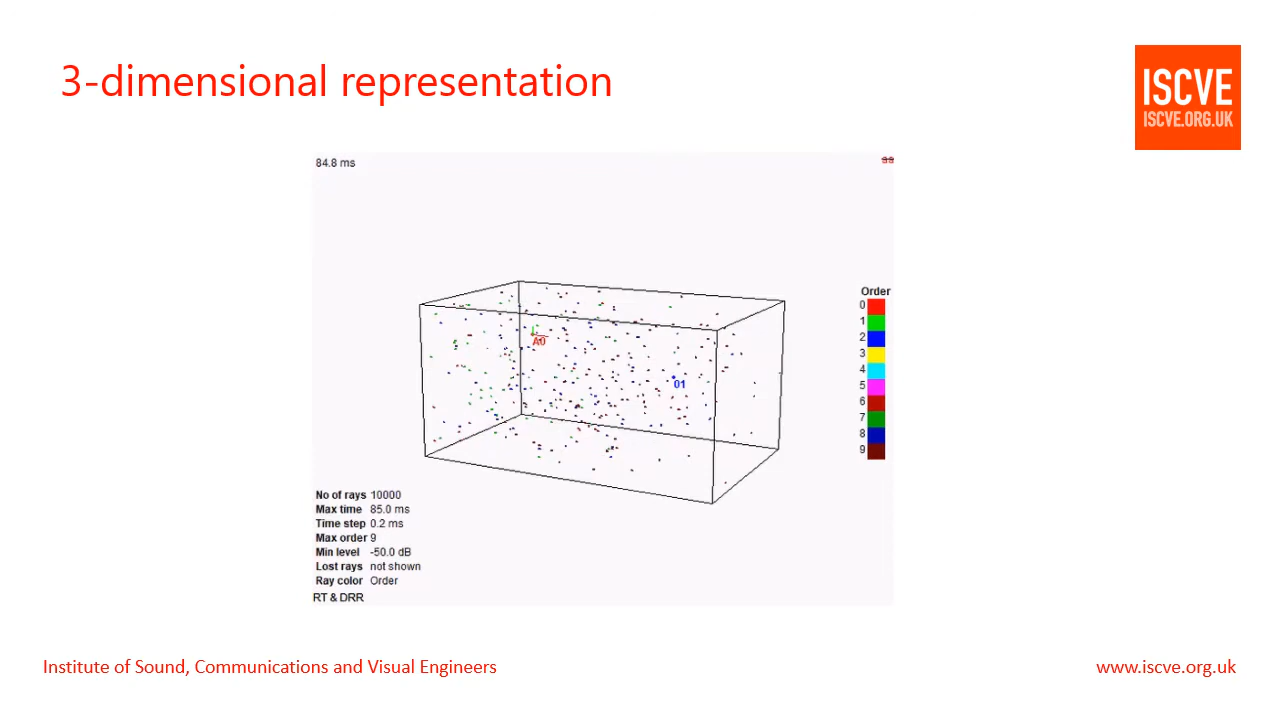 3-dimensional representation
ISCVE
ISCVE.ORG.UK
84.8 ms
Order
0
1
2
3
4
5
6
7
8
9
A0
01
No of rays 10000
Max time 85.0 ms
Time step 0.2 ms
Max order 9
Min level -50.0 dB
Lost rays not shown
Ray color Order
RT & DRR
Institute of Sound, Communications and Visual Engineers
www.iscve.org.uk